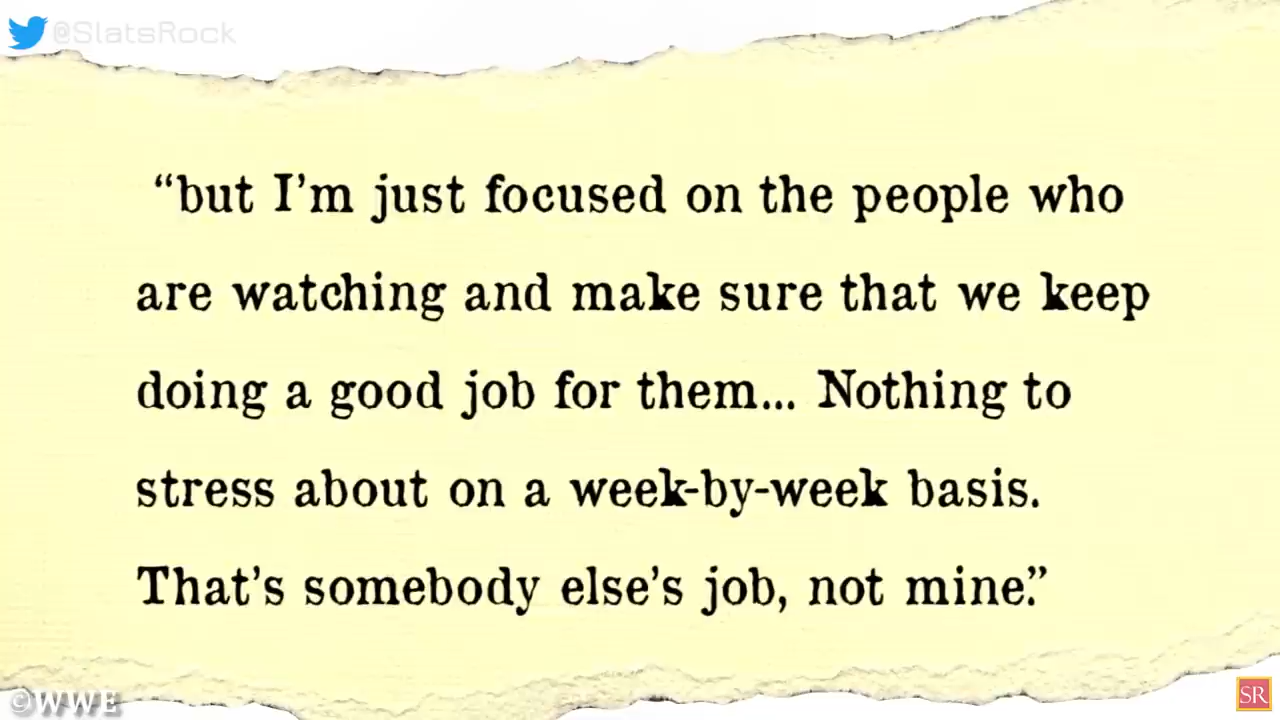 @SlatsRock
“but I’m just focused on the people who
are watching and make sure that we keep
doing a good job for them... Nothing to
stress about on a week-by-week basis.
That’s somebody else’s job, not mine.”
©WWE
SR